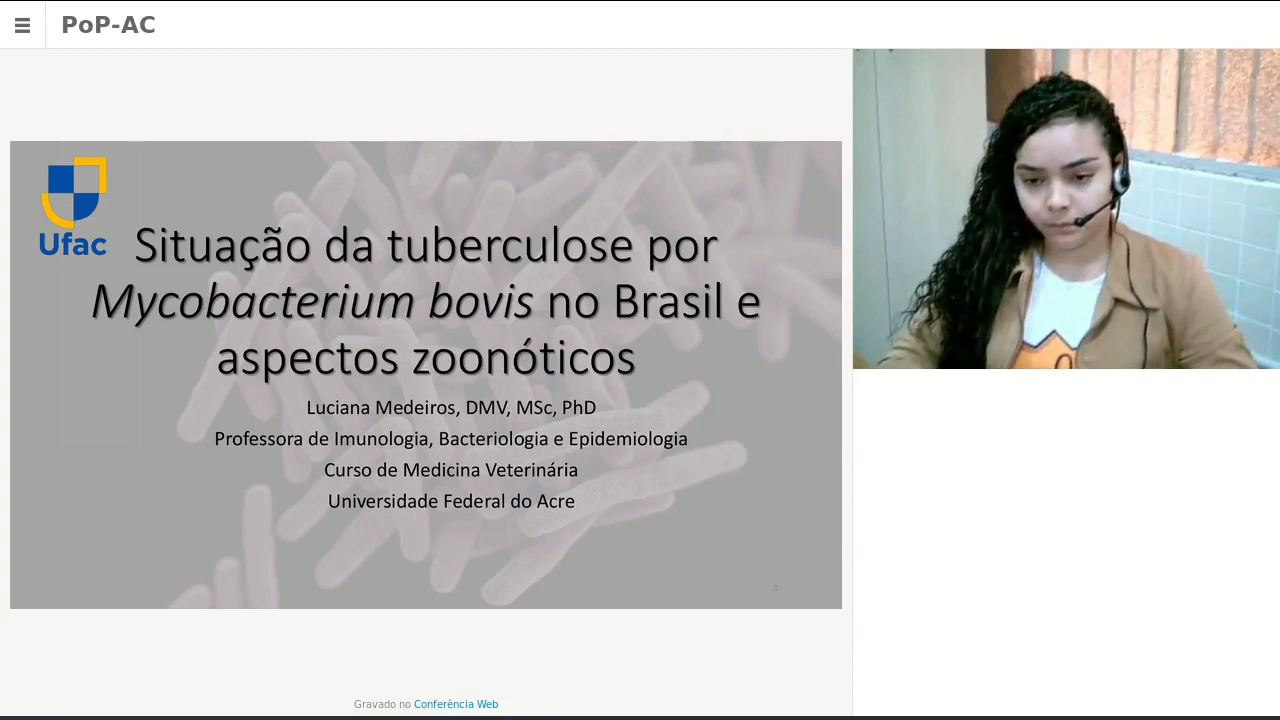 PoP-AC
Ufac
Situação da tuberculose por
Mycobacterium bovis no Brasil e
aspectos zoonóticos
Luciana Medeiros, DMV, MSc, PhD
Professora de Imunologia, Bacteriologia e Epidemiologia
Curso de Medicina Veterinária
Universidade Federal do Acre
1
Gravado no Conferência Web